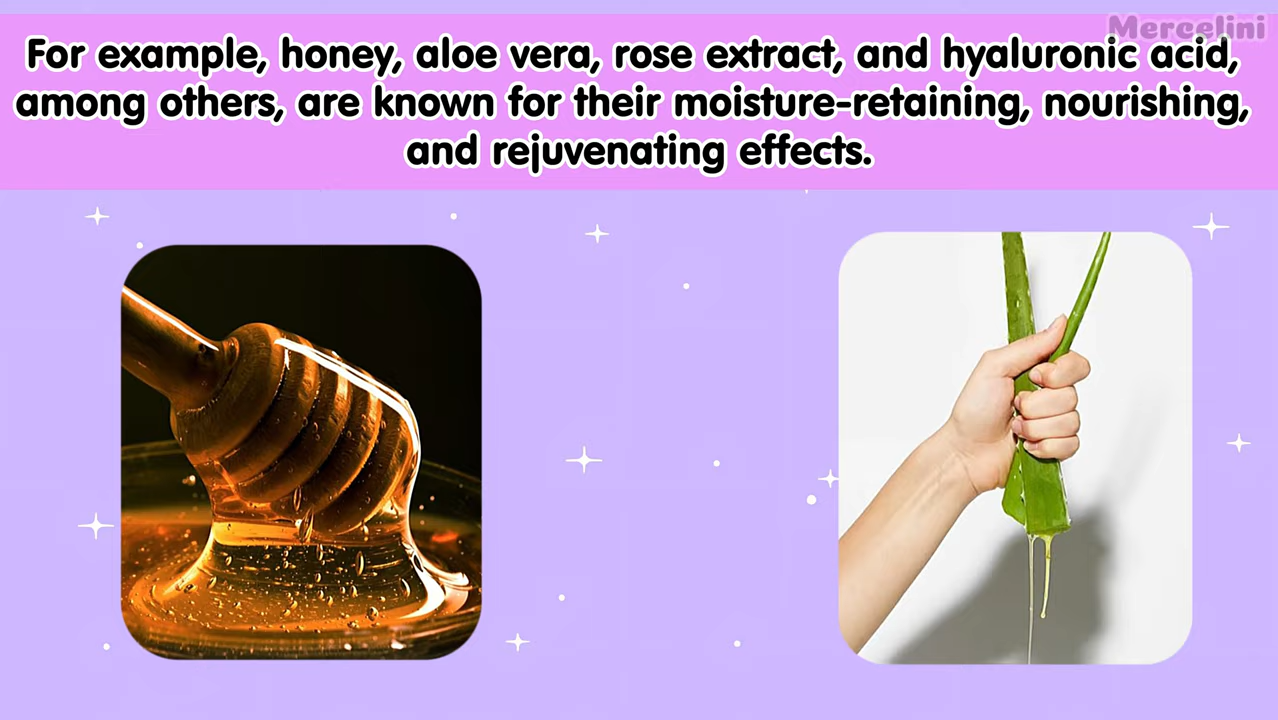 Mercelini
For example, honey, aloe vera, rose extract, and hyaluronic acid,
among others, are known for their moisture-retaining, nourishing,
and rejuvenating effects.